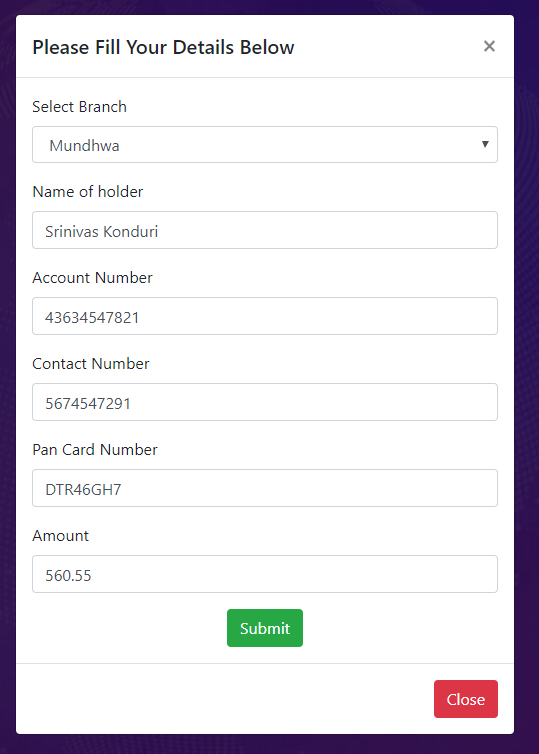 Please Fill Your Details Below ×
Select Branch
Mundhwa
Name of holder
Srinivas Konduri
Account Number
43634547821
Contact Number
5674547291
Pan Card Number
DTR46GH7
Amount
560.55
Submit
Close